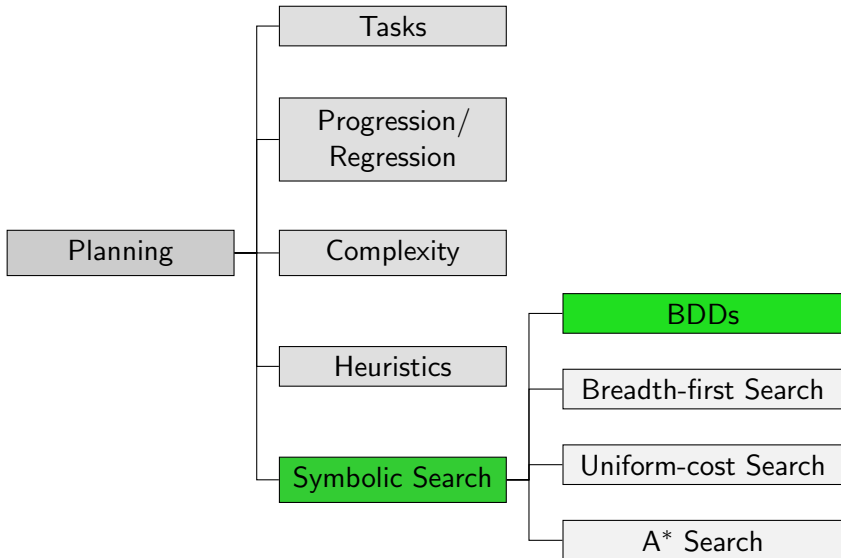 Tasks
Progression/
Regression
Planning
Complexity
BDDs
Heuristics
Breadth-first Search
Uniform-cost Search
Symbolic Search
A* Search